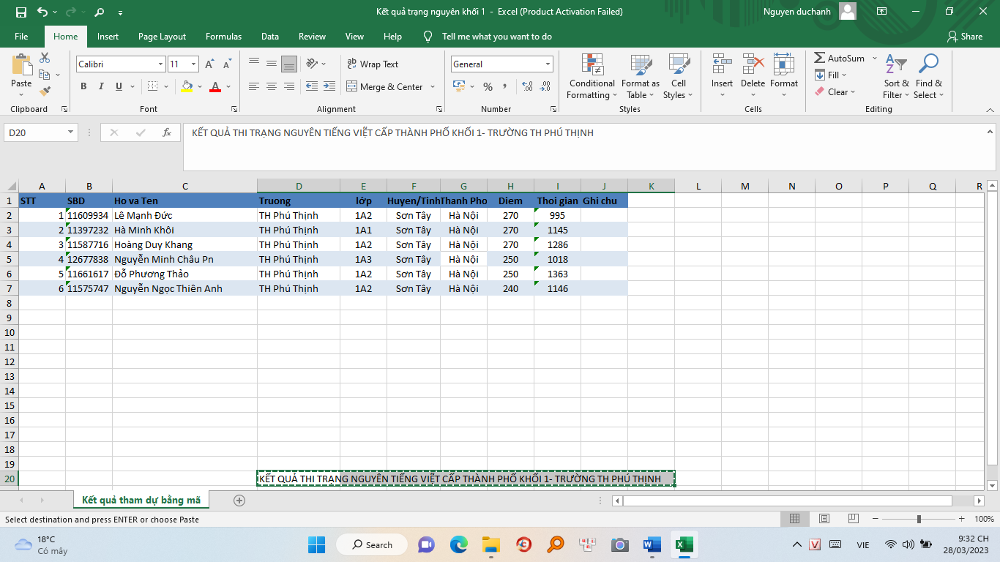 Kết quả trạng nguyên khối 1 - Excel (Product Activation Failed)
Nguyen duchanh
File Home Insert Page Layout Formulas Data Review View Help Tell me what you want to do Share
Calibri 11 Wrap Text General AutoSum
Paste Merge & Center Conditional Formatting Format as Table Cell Styles Insert Delete Format Fill Clear Sort & Filter Find & Select
B I U A %
Clipboard Font Alignment Number Styles Cells Editing
D20 fx KẾT QUẢ THI TRẠNG NGUYÊN TIẾNG VIỆT CẤP THÀNH PHỐ KHỐI 1- TRƯỜNG TH PHÚ THỊNH
A B C D E F G H I J K L M N O P Q R
1 STT SBD Ho va Ten Truong lớp Huyen/Tinh Thanh Pho Diem Thoi gian Ghi chu
2 1 11609934 Lê Mạnh Đức TH Phú Thịnh 1A2 Sơn Tây Hà Nội 270 995
3 2 11397232 Hà Minh Khôi TH Phú Thịnh 1A1 Sơn Tây Hà Nội 270 1145
4 3 11587716 Hoàng Duy Khang TH Phú Thịnh 1A2 Sơn Tây Hà Nội 270 1286
5 4 12677838 Nguyễn Minh Châu Pn TH Phú Thịnh 1A3 Sơn Tây Hà Nội 250 1018
6 5 11661617 Đỗ Phương Thảo TH Phú Thịnh 1A2 Sơn Tây Hà Nội 250 1363
7 6 11575747 Nguyễn Ngọc Thiên Anh TH Phú Thịnh 1A2 Sơn Tây Hà Nội 240 1146
8
9
10
11
12
13
14
15
16
17
18
19
20 KẾT QUẢ THI TRẠNG NGUYÊN TIẾNG VIỆT CẤP THÀNH PHỐ KHỐI 1- TRƯỜNG TH PHÚ THỊNH
Kết quả tham dự bằng mã
Select destination and press ENTER or choose Paste 100%
18°C
Có mây
Search
VIE
9:32 CH
28/03/2023